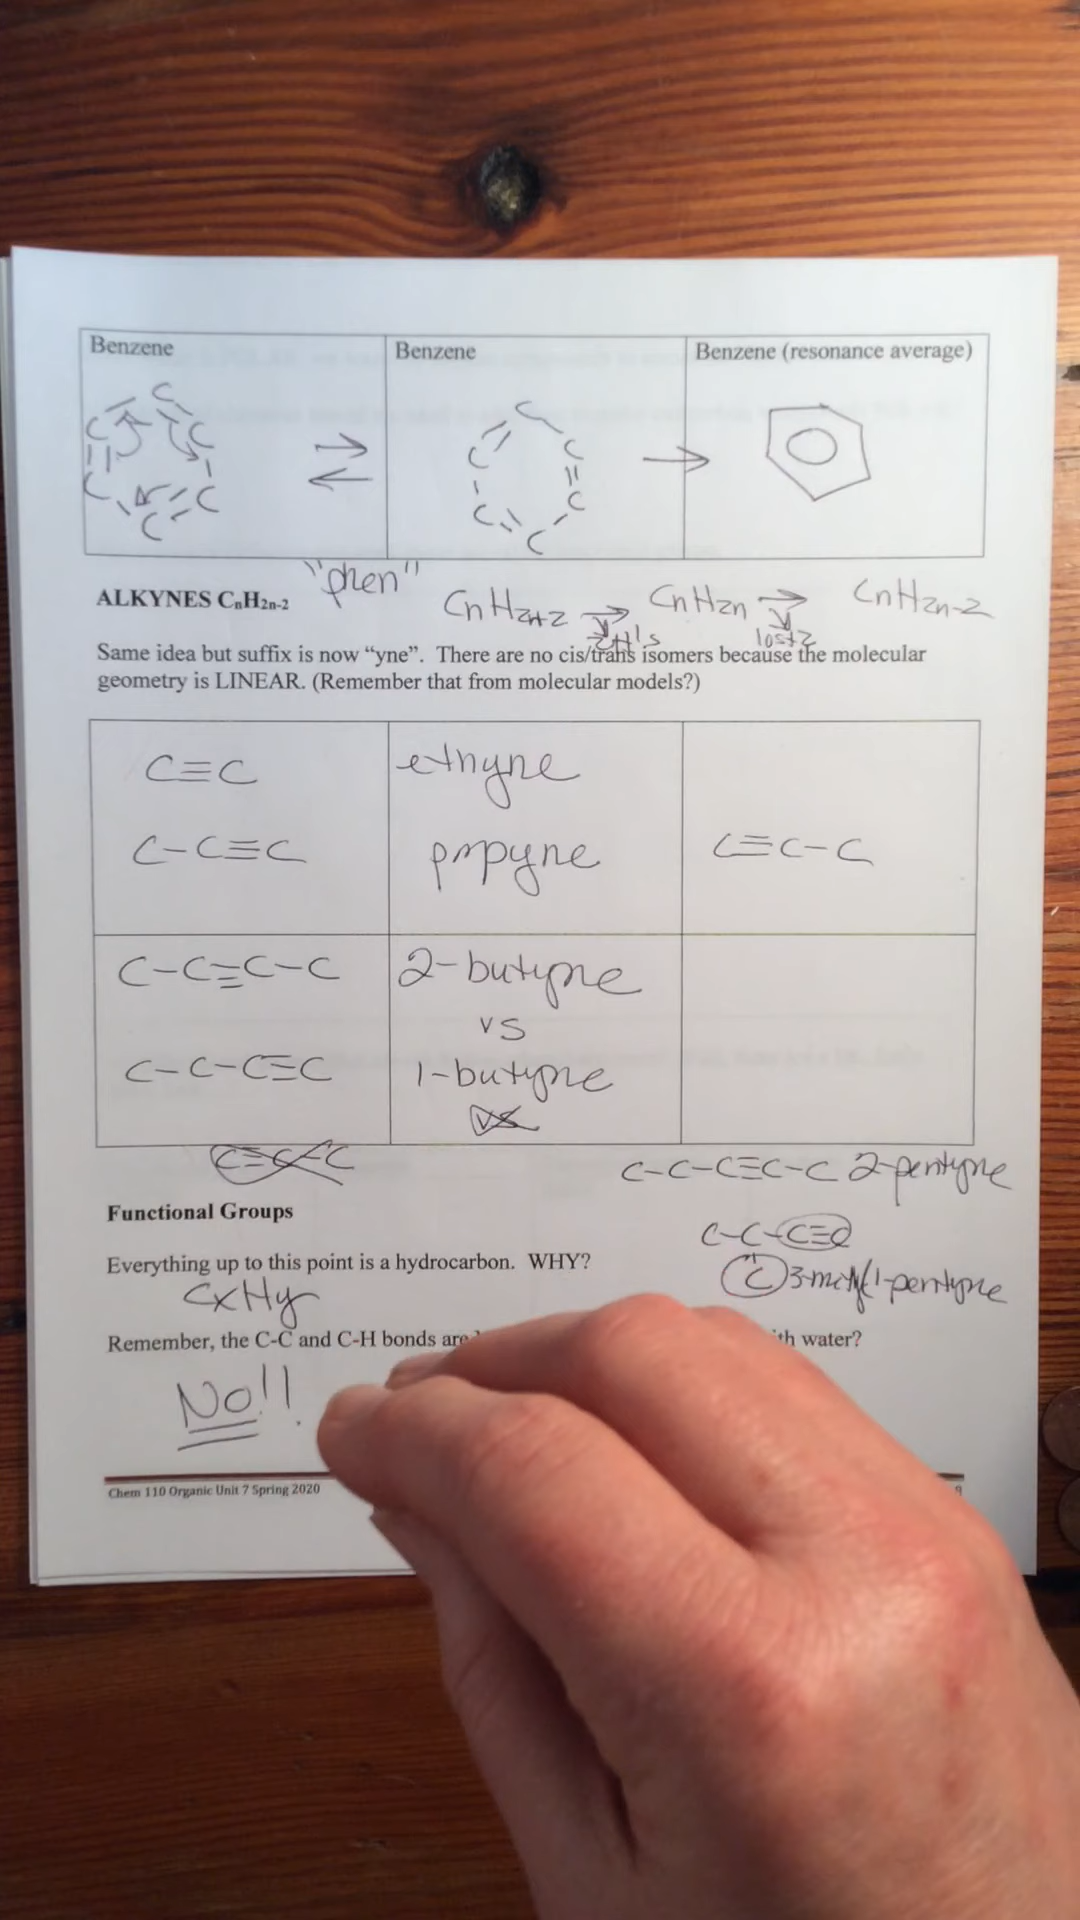 Benzene
Benzene
Benzene (resonance average)
C C C C C C
⇌
C C C C C C
→
"phen"
ALKYNES CnH2n-2
CnH2n+2 → CnH2n → CnH2n-2
2H's
lost 2
Same idea but suffix is now “yne”. There are no cis/trans isomers because the molecular
geometry is LINEAR. (Remember that from molecular models?)
C≡C
ethyne
C-C≡C
propyne
C≡C-C
C-C≡C-C
2-butyne
vs
C-C-C≡C
1-butyne
vs
C≡C-C
C-C-C≡C-C 2-pentyne
Functional Groups
C-C-C≡C
Everything up to this point is a hydrocarbon. WHY?
C 3-methyl 1-pentyne
CxHy
Remember, the C-C and C-H bonds are
th water?
No!!
Chem 110 Organic Unit 7 Spring 2020